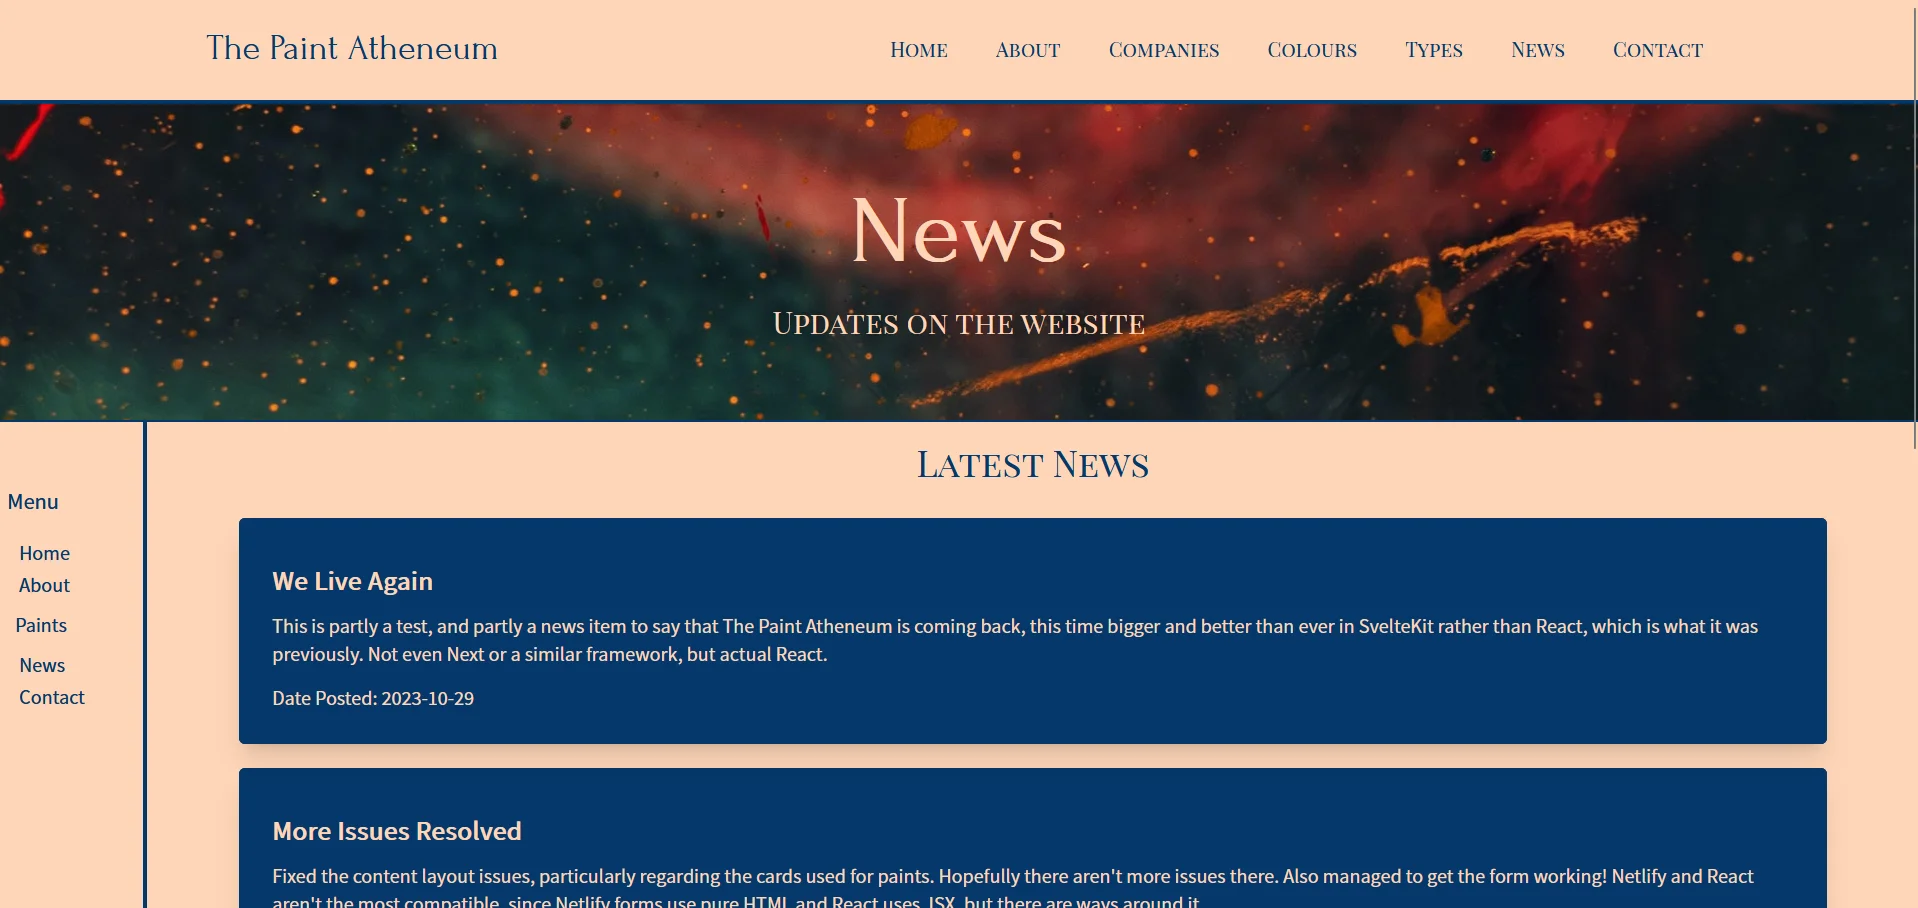 The Paint Atheneum
Home About Companies Colours Types News Contact
News
Updates on the website
Menu
Home
About
Paints
News
Contact
Latest News
We Live Again
This is partly a test, and partly a news item to say that The Paint Atheneum is coming back, this time bigger and better than ever in SvelteKit rather than React, which is what it was
previously. Not even Next or a similar framework, but actual React.
Date Posted: 2023-10-29
More Issues Resolved
Fixed the content layout issues, particularly regarding the cards used for paints. Hopefully there aren't more issues there. Also managed to get the form working! Netlify and React
aren't the most compatible, since Netlify forms use pure HTML and React uses JSX, but there are ways around it.